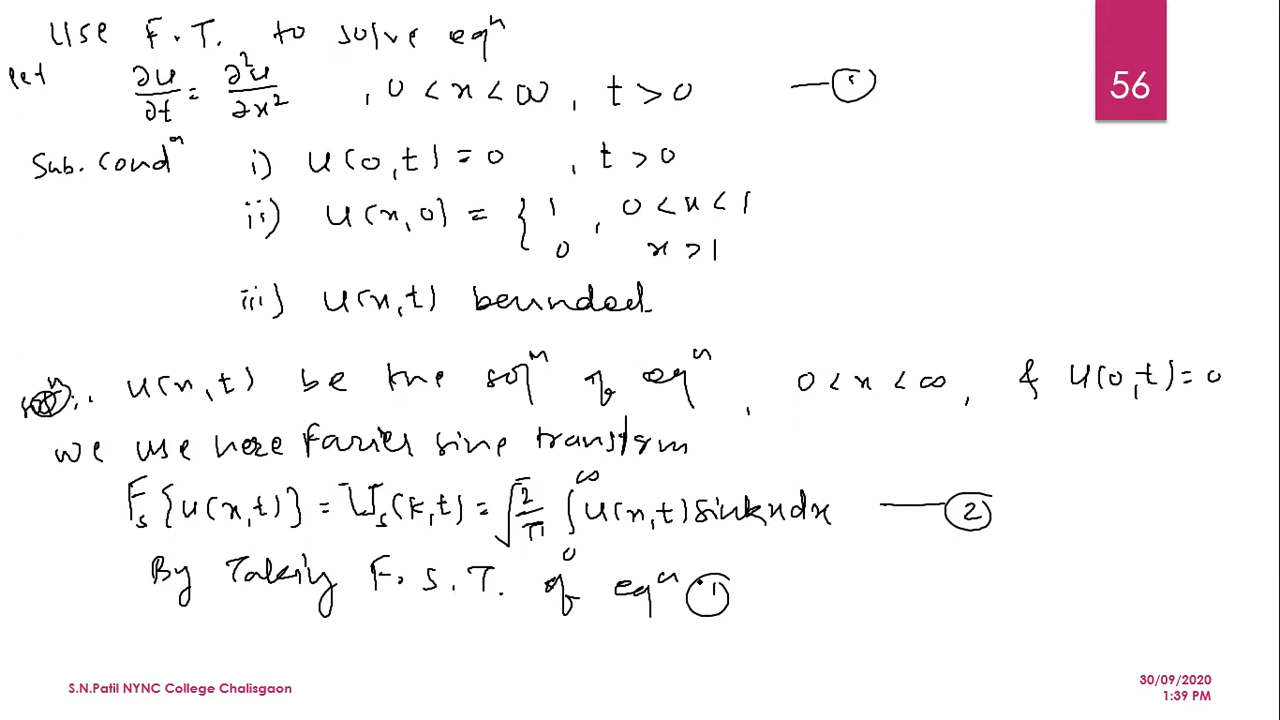 Use F.T. to solve eqⁿ
let ∂u/∂t = ∂²u/∂x² , 0 < x < ∞ , t > 0 — ①
56
Sub. condⁿ i) u(0,t) = 0 , t > 0
ii) u(x,0) = { 1 , 0 < x < 1
0 x > 1
iii) u(x,t) bounded
solⁿ: u(x,t) be the solⁿ of eqⁿ , 0 < x < ∞ , & u(0,t) = 0
we use here Farier sine transform
Fₛ{u(x,t)} = Uₛ(k,t) = √(2/π) ∫₀^∞ u(x,t) sinkx dx — ②
By Taking F.S.T. of eqⁿ ①
S.N.Patil NYNC College Chalisgaon
30/09/2020
1:39 PM